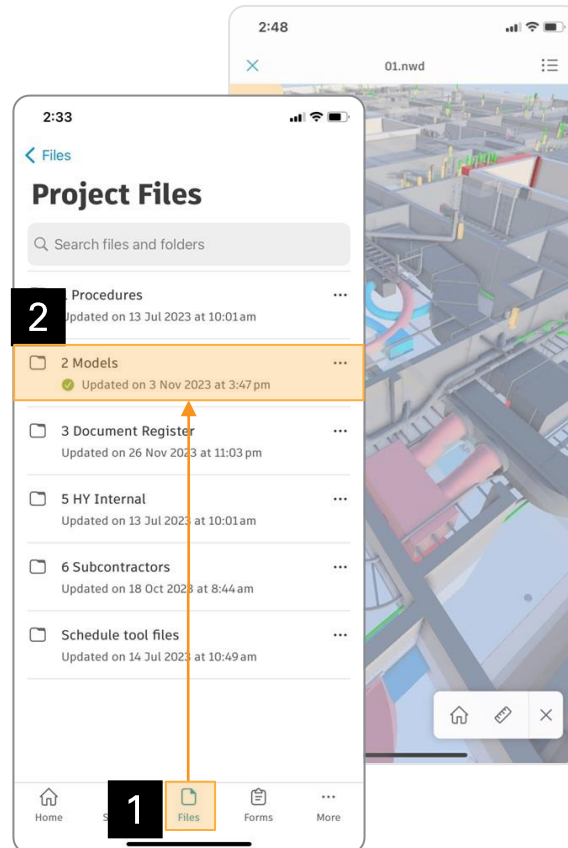 2:48
01.nwd
2:33
Files
Project Files
Search files and folders
Procedures
Updated on 13 Jul 2023 at 10:01 am
2
2 Models
Updated on 3 Nov 2023 at 3:47 pm
3 Document Register
Updated on 26 Nov 2023 at 11:03 pm
5 HY Internal
Updated on 13 Jul 2023 at 10:01 am
6 Subcontractors
Updated on 18 Oct 2023 at 8:44 am
Schedule tool files
Updated on 14 Jul 2023 at 10:49 am
1
Home
Files
Forms
More